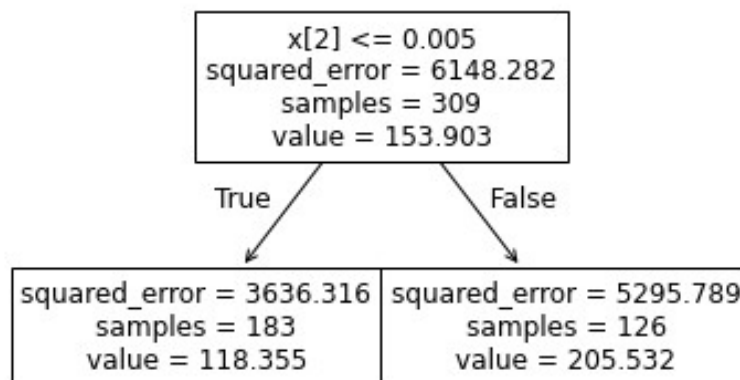 x[2] <= 0.005
squared_error = 6148.282
samples = 309
value = 153.903
True
False
squared_error = 3636.316
samples = 183
value = 118.355
squared_error = 5295.789
samples = 126
value = 205.532